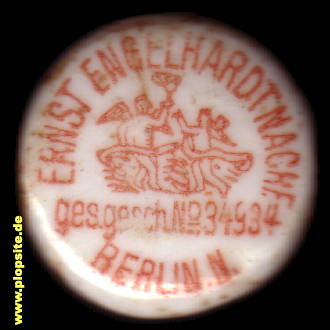 ERNST ENGELHARDT NACHF.
ges.gesch.No 34934
BERLIN N.
www.plopsite.de